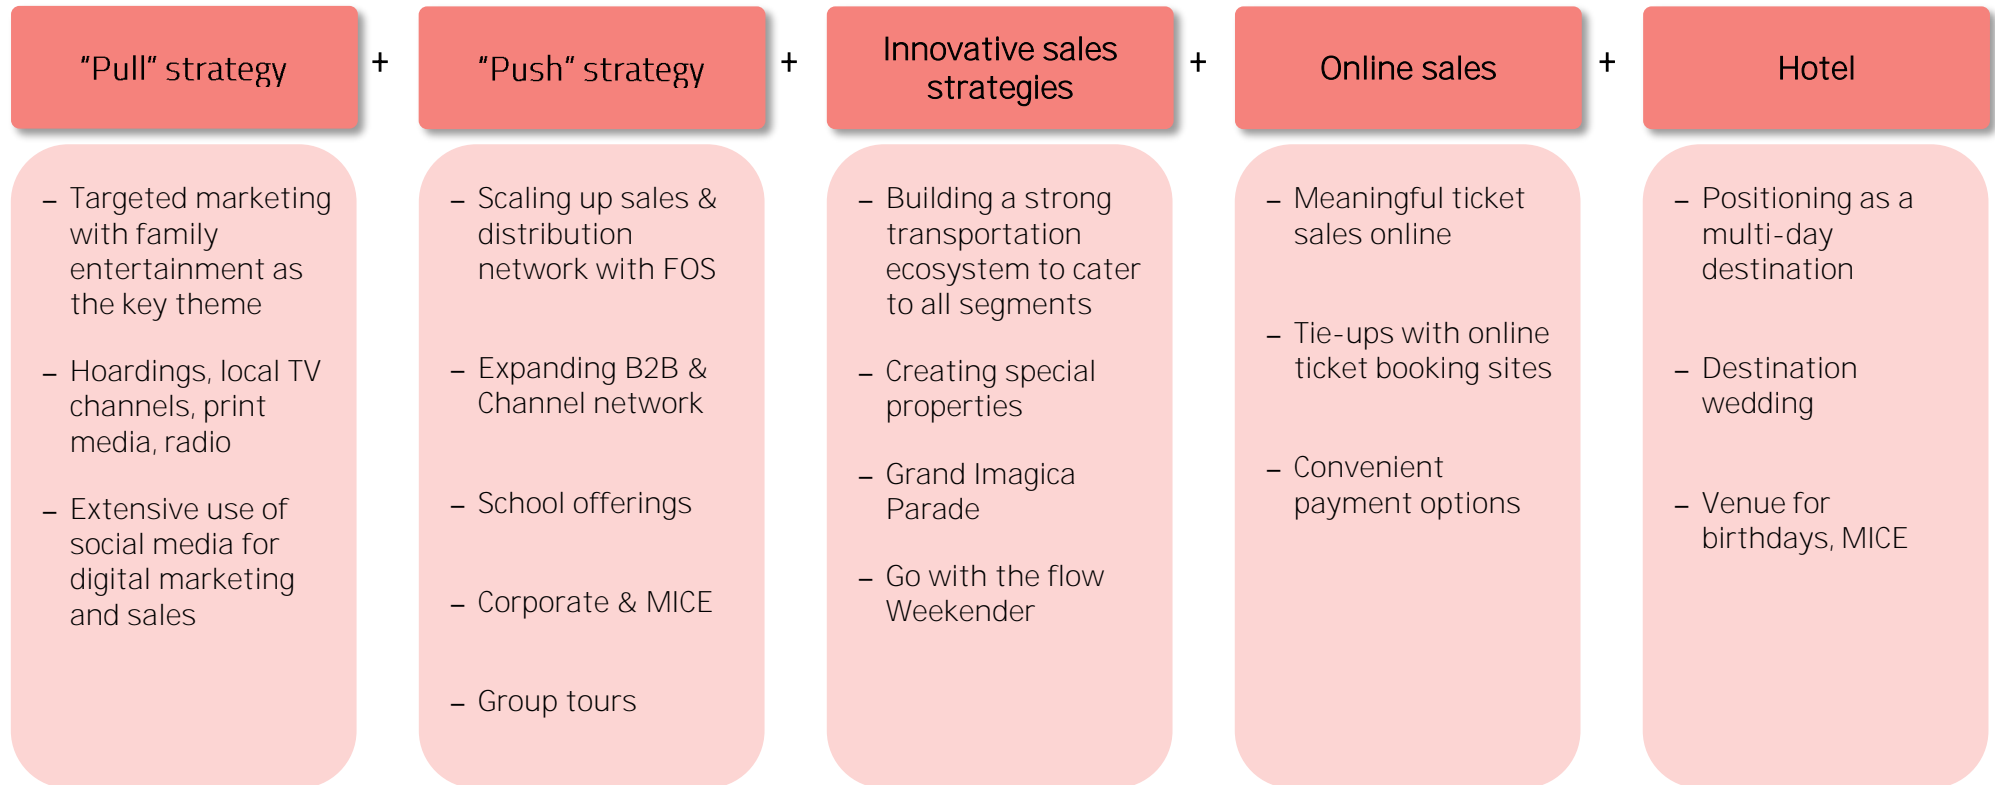 "Pull" strategy
+
"Push" strategy
+
Innovative sales
strategies
+
Online sales
+
Hotel
– Targeted marketing
with family
entertainment as
the key theme
– Hoardings, local TV
channels, print
media, radio
– Extensive use of
social media for
digital marketing
and sales
– Scaling up sales &
distribution
network with FOS
– Expanding B2B &
Channel network
– School offerings
– Corporate & MICE
– Group tours
– Building a strong
transportation
ecosystem to cater
to all segments
– Creating special
properties
– Grand Imagica
Parade
– Go with the flow
Weekender
– Meaningful ticket
sales online
– Tie-ups with online
ticket booking sites
– Convenient
payment options
– Positioning as a
multi-day
destination
– Destination
wedding
– Venue for
birthdays, MICE